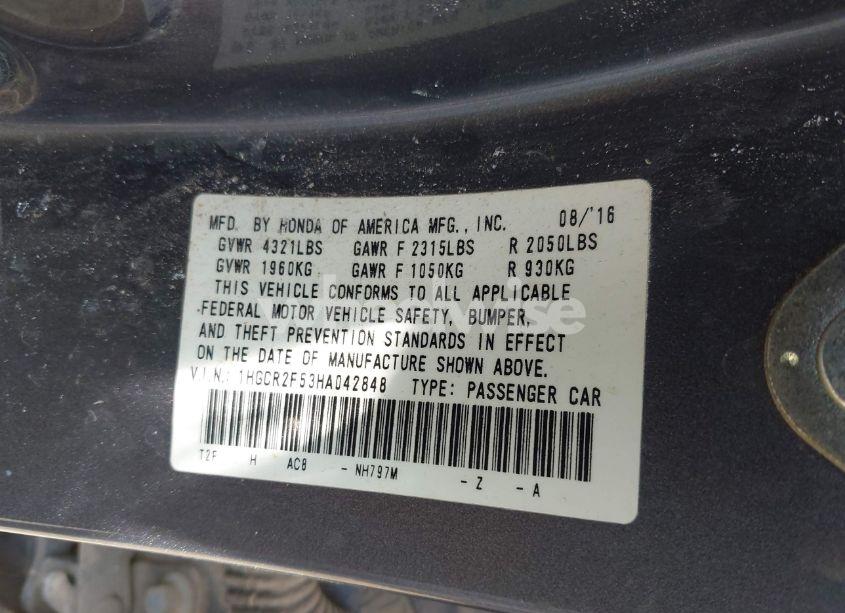 MFD. BY HONDA OF AMERICA MFG., INC. 08/'16
GVWR 4321LBS GAWR F 2315LBS R 2050LBS
GVWR 1960KG GAWR F 1050KG R 930KG
THIS VEHICLE CONFORMS TO ALL APPLICABLE
FEDERAL MOTOR VEHICLE SAFETY, BUMPER,
AND THEFT PREVENTION STANDARDS IN EFFECT
ON THE DATE OF MANUFACTURE SHOWN ABOVE.
V.I.N.: 1HGCR2F53HA042848 TYPE: PASSENGER CAR
T2F H AC8 - NH797M - Z - A